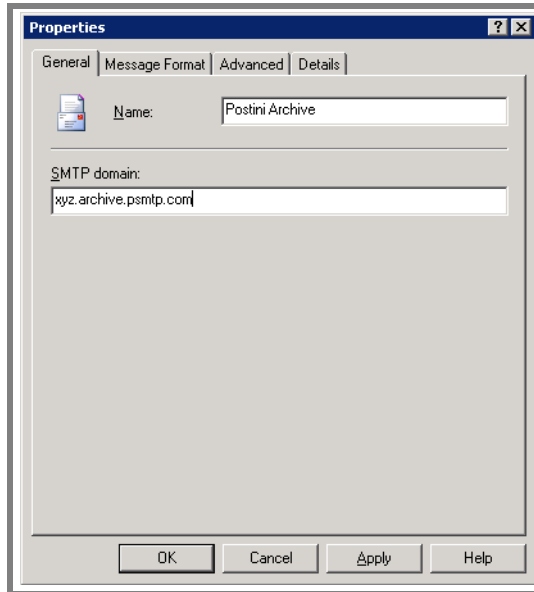 Properties
General Message Format Advanced Details
Name: Postini Archive
SMTP domain:
xyz.archive.psmtp.com
OK Cancel Apply Help